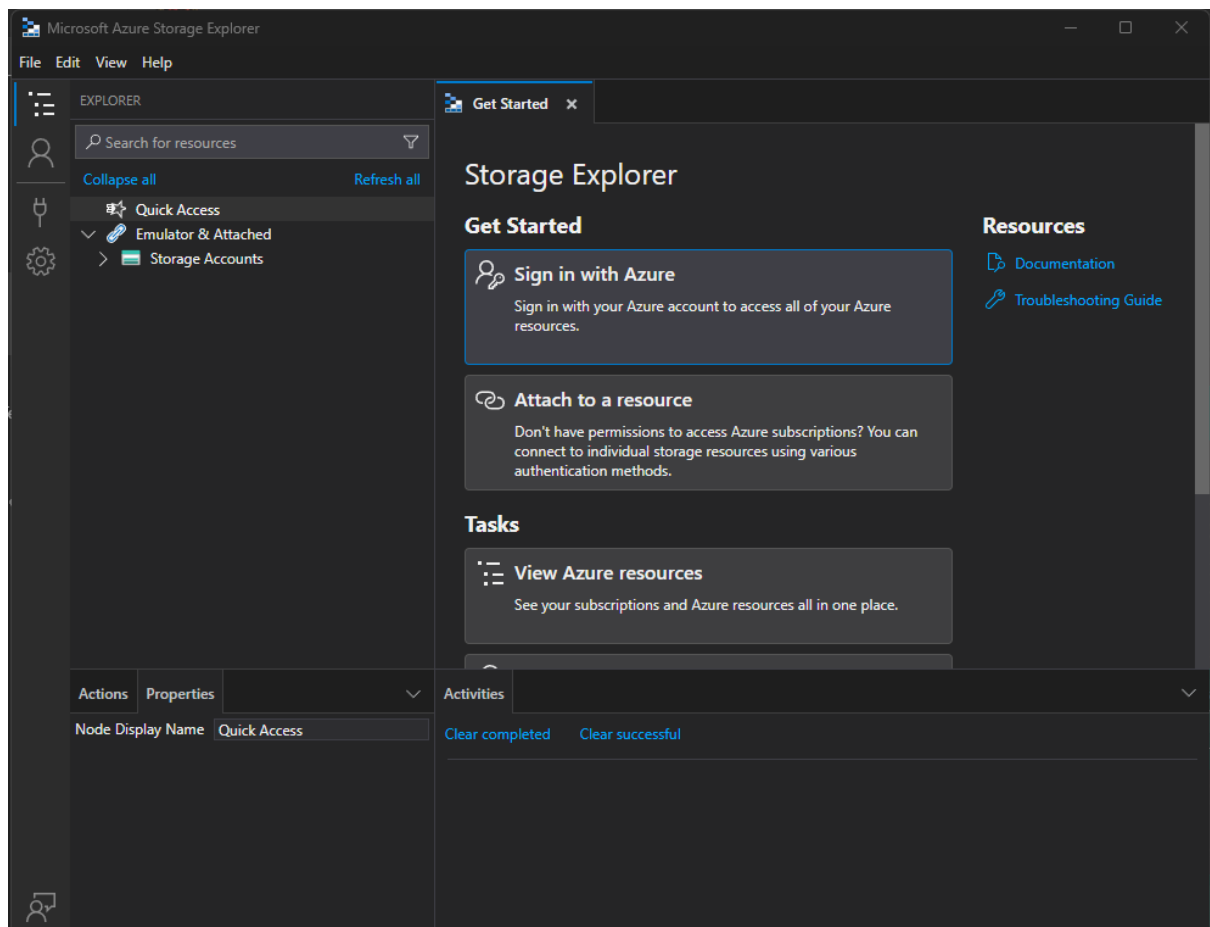 Microsoft Azure Storage Explorer
File Edit View Help
EXPLORER
Search for resources
Collapse all Refresh all
Quick Access
Emulator & Attached
Storage Accounts
Get Started
Storage Explorer
Get Started
Sign in with Azure
Sign in with your Azure account to access all of your Azure
resources.
Attach to a resource
Don't have permissions to access Azure subscriptions? You can
connect to individual storage resources using various
authentication methods.
Tasks
View Azure resources
See your subscriptions and Azure resources all in one place.
Resources
Documentation
Troubleshooting Guide
Actions Properties
Node Display Name Quick Access
Activities
Clear completed Clear successful